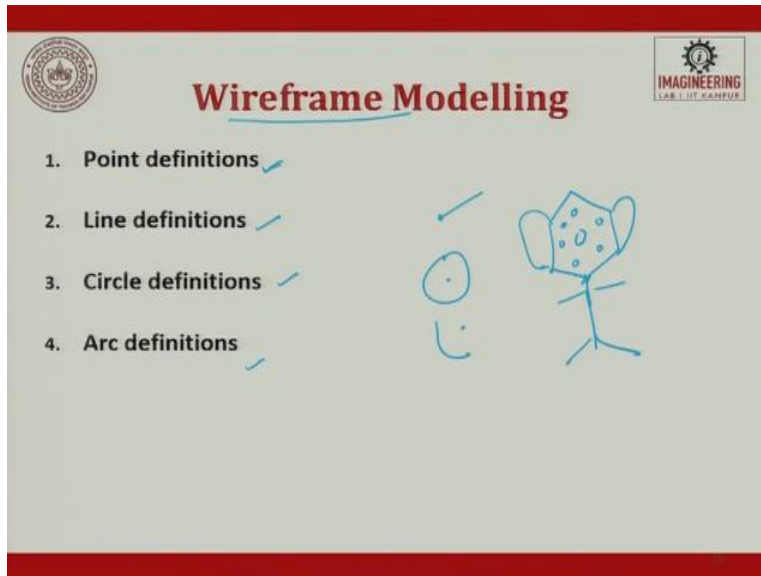 Wireframe Modelling
i
IMAGINEERING
LAB | IIT KANPUR
1. Point definitions
2. Line definitions
3. Circle definitions
4. Arc definitions